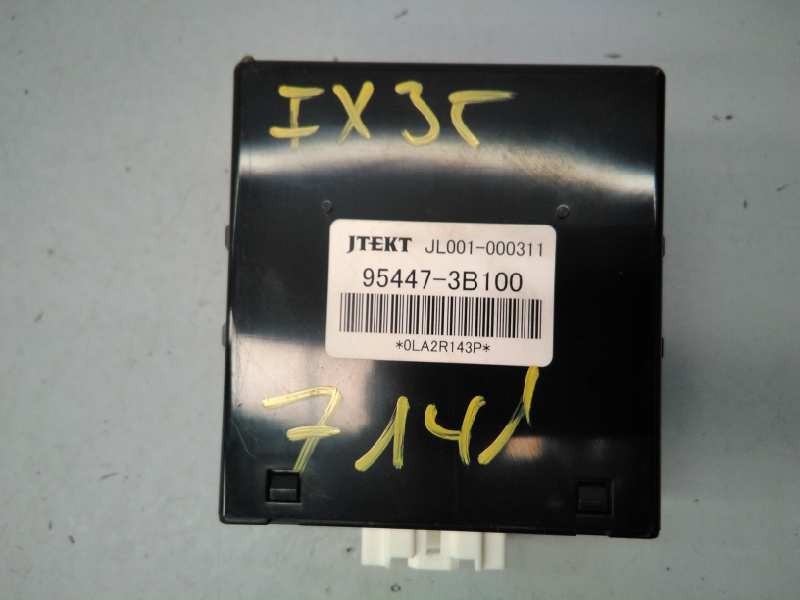 IX35
JTEKT JL001-000311
95447-3B100
*0LA2R143P*
7141